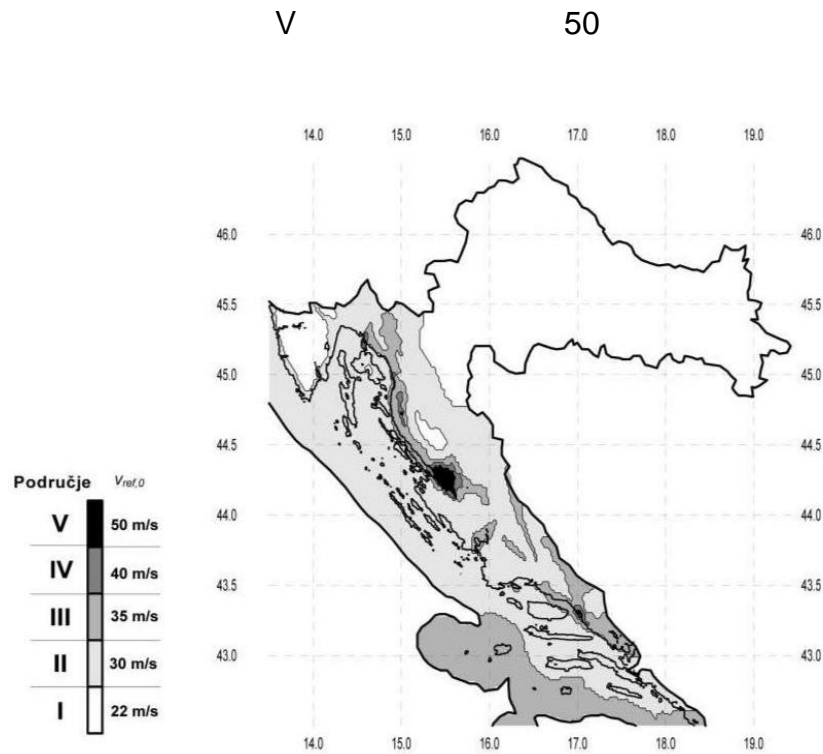 V 50
14.0 15.0 16.0 17.0 18.0 19.0
46.0 46.0
45.5 45.5
45.0 45.0
44.5 44.5
44.0 44.0
43.5 43.5
43.0 43.0
14.0 15.0 16.0 17.0 18.0 19.0
Područje Vref,0
V 50 m/s
IV 40 m/s
III 35 m/s
II 30 m/s
I 22 m/s